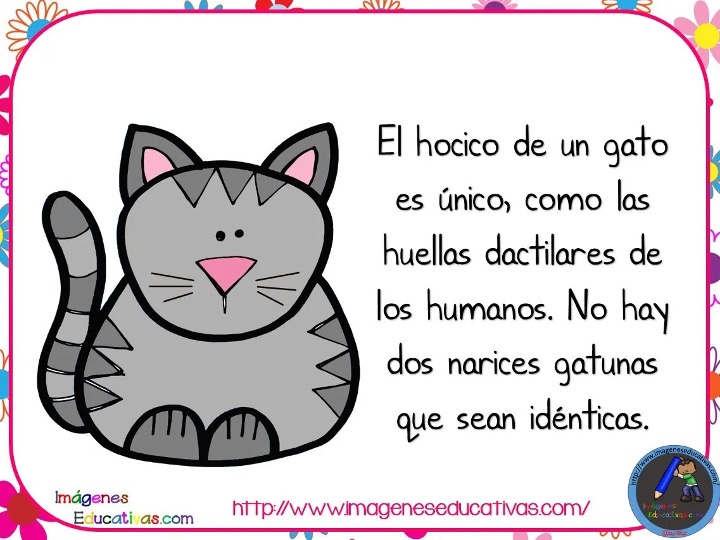 El hocico de un gato
es único, como las
huellas dactilares de
los humanos. No hay
dos narices gatunas
que sean idénticas.
Imágenes
Educativas.com
http://www.imageneseducativas.com/
http://www.imageneseducativas.com/
Imágenes
Educativas.com